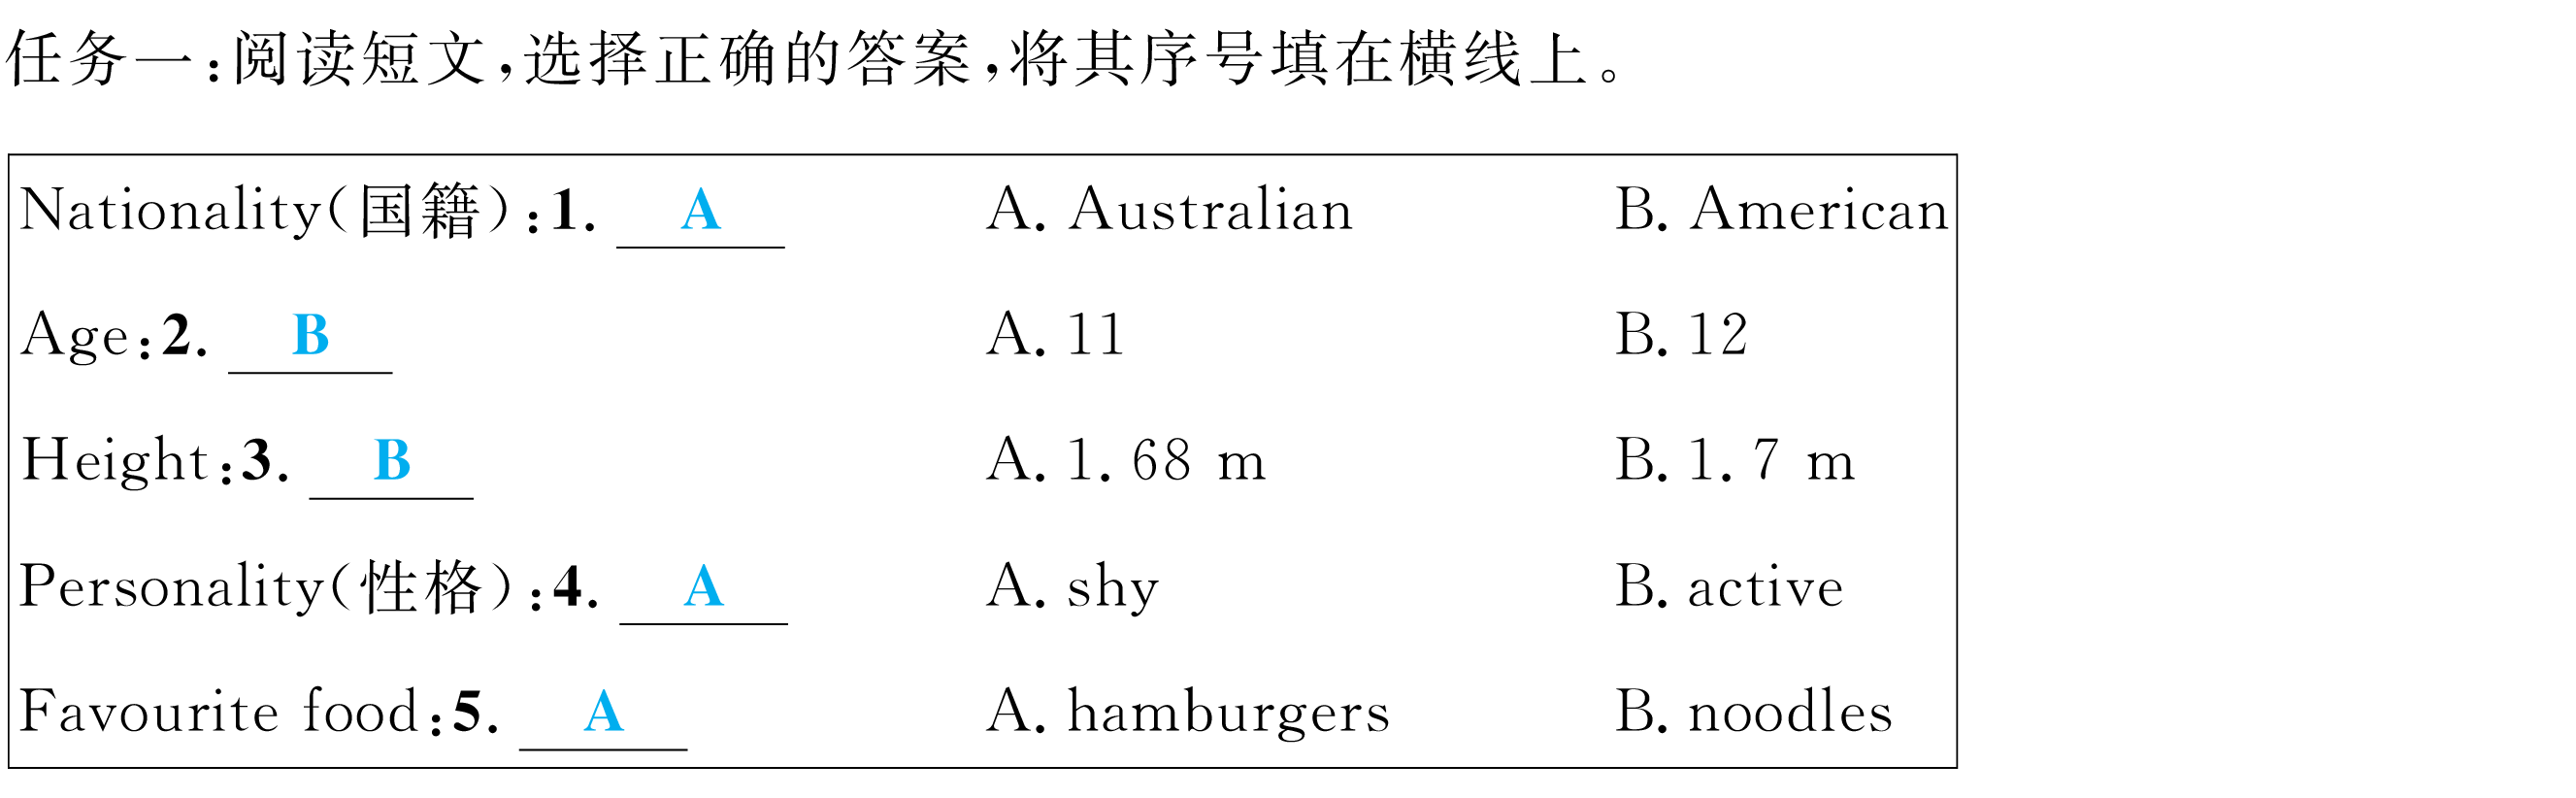 任务一:阅读短文,选择正确的答案,将其序号填在横线上。
Nationality(国籍):1. A A. Australian B. American
Age:2. B A. 11 B. 12
Height:3. B A. 1. 68 m B. 1. 7 m
Personality(性格):4. A A. shy B. active
Favourite food:5. A A. hamburgers B. noodles